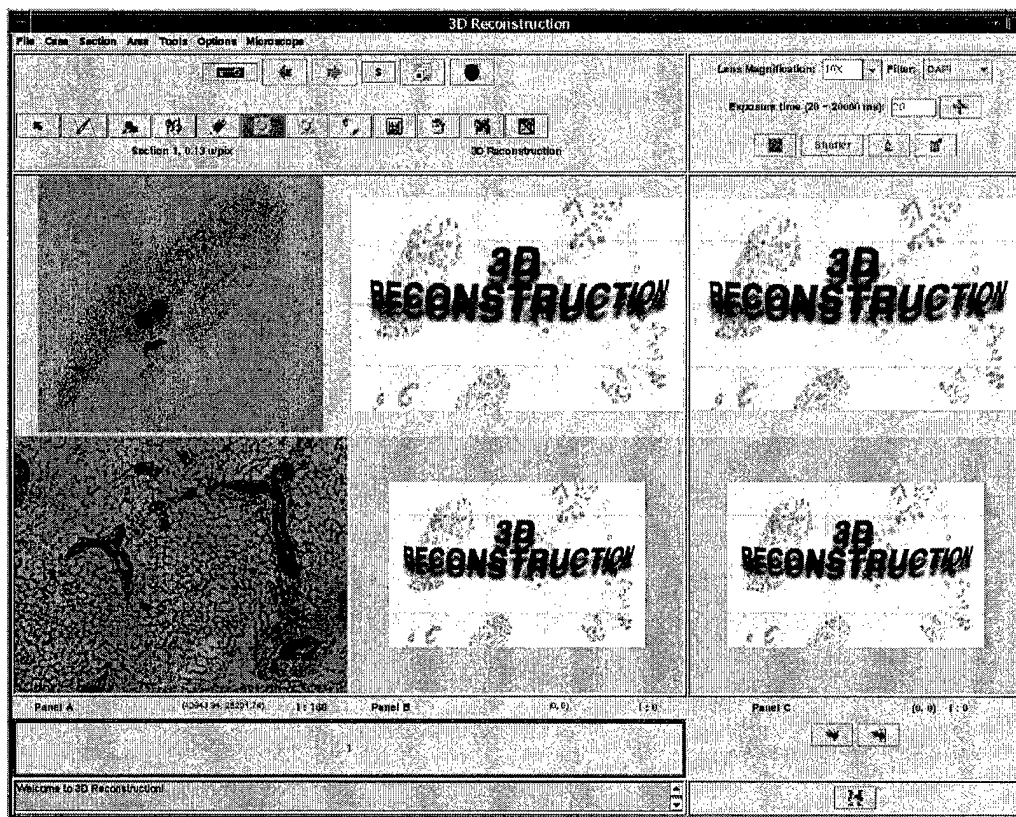 3D Reconstruction
File Case Section Area Tools Options Microscope
S
Lens Magnification: 10X Filter: DAPI
Exposure time (20 - 20000 ms): 20
Shutter
Section 1, 0.13 u/pix 3D Reconstruction
3D
RECONSTRUCTION
3D
RECONSTRUCTION
3D
RECONSTRUCTION
3D
RECONSTRUCTION
Panel A 1 : 168 Panel B (0, 0) 1 : 0 Panel C (0, 0) 1 : 0
1
Welcome to 3D Reconstruction!